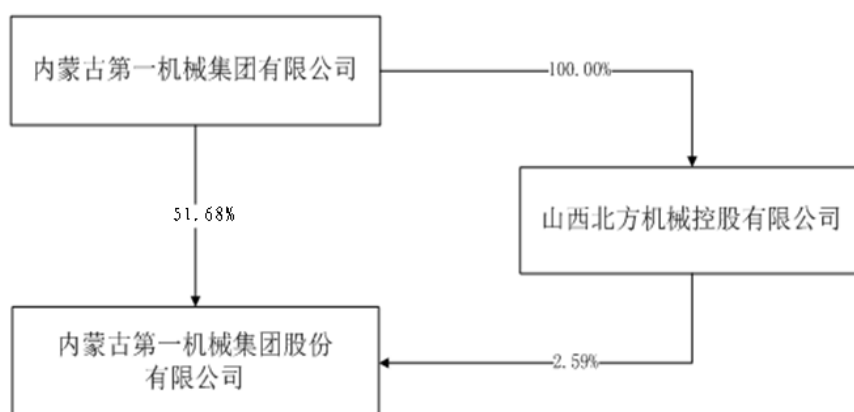 内蒙古第一机械集团有限公司
100.00%
51.68%
山西北方机械控股有限公司
内蒙古第一机械集团股份
有限公司
2.59%